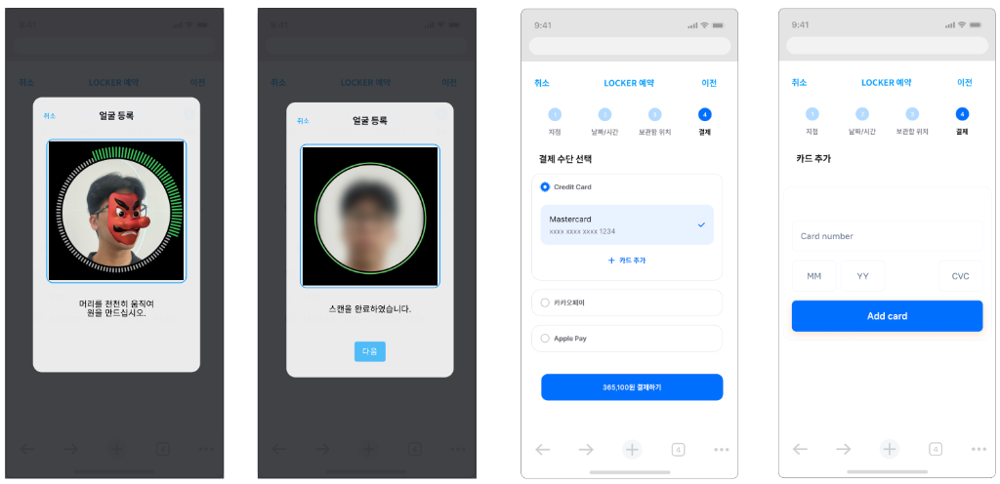 9:41
취소
LOCKER 예약
이전
취소
얼굴 등록
머리를 천천히 움직여
원을 만드십시오.
4
9:41
취소
LOCKER 예약
이전
취소
얼굴 등록
스캔을 완료하였습니다.
다음
4
9:41
취소
LOCKER 예약
이전
1
2
3
4
지점
날짜/시간
보관함 위치
결제
결제 수단 선택
Credit Card
Mastercard
xxxx xxxx xxxx 1234
+ 카드 추가
카카오페이
Apple Pay
365,100원 결제하기
4
9:41
취소
LOCKER 예약
이전
1
2
3
4
지점
날짜/시간
보관함 위치
결제
카드 추가
Card number
MM
YY
CVC
Add card
4